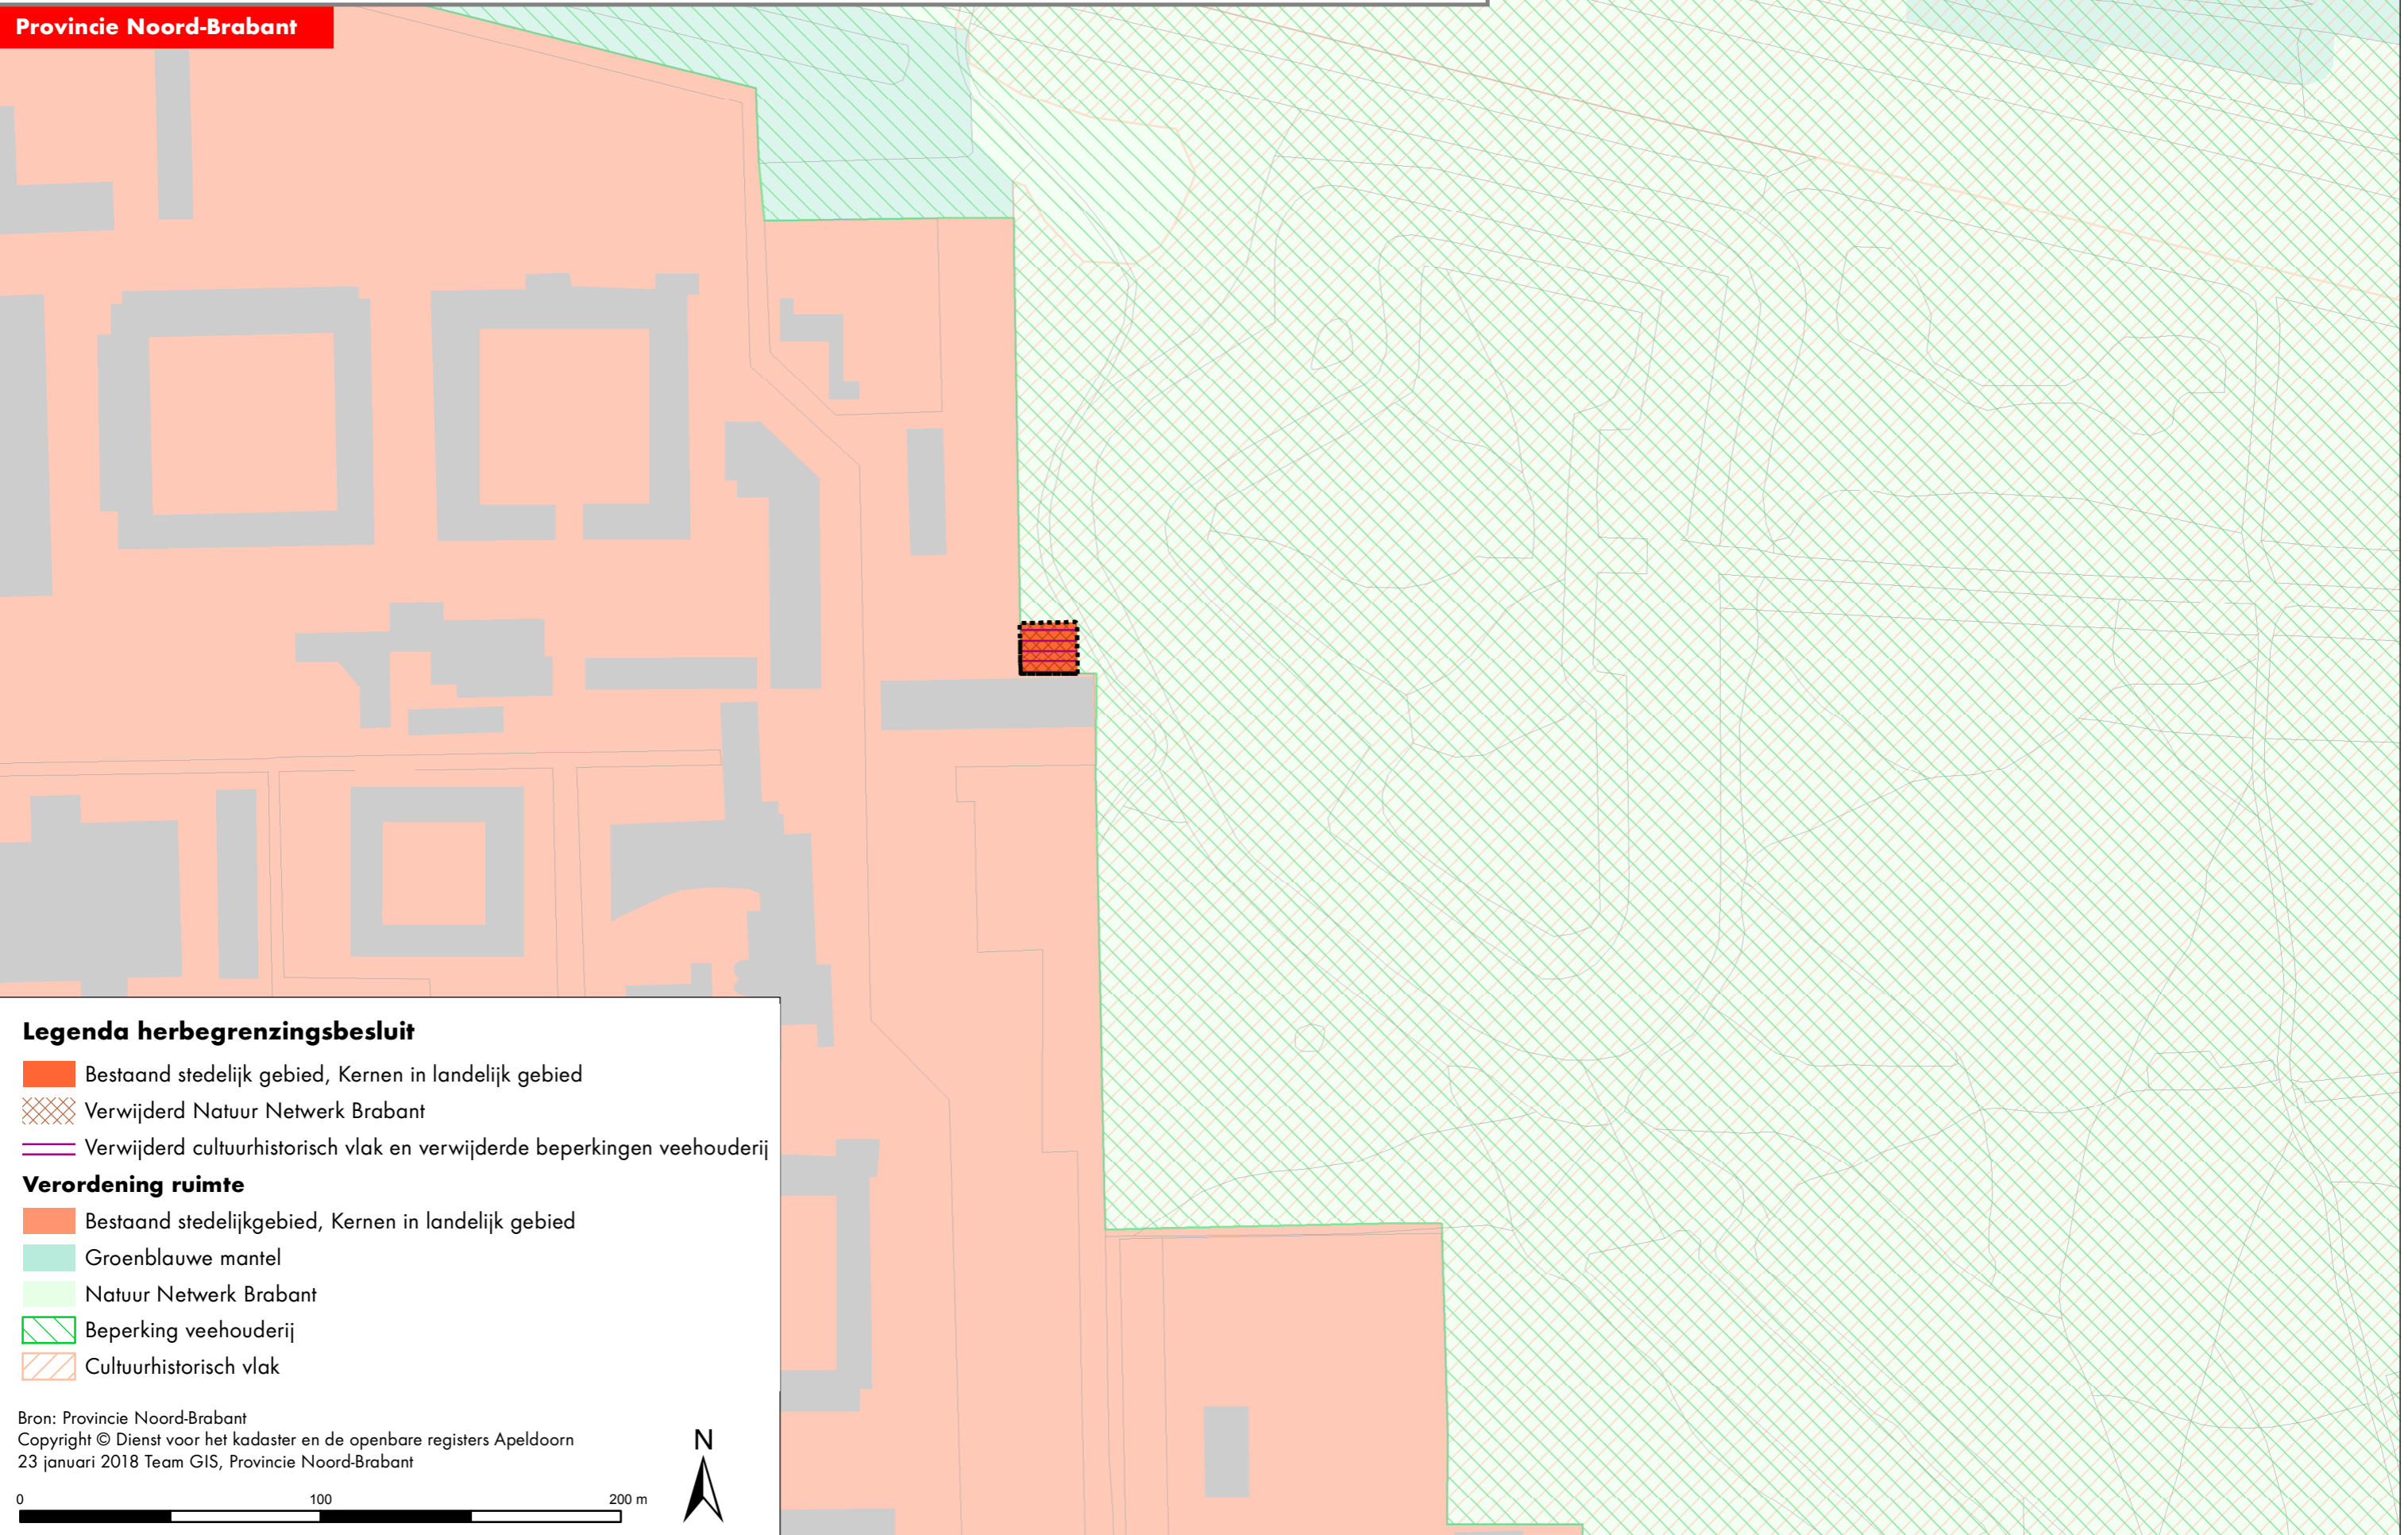 Provincie Noord-Brabant
Legenda herbegrenzingsbesluit
Bestaand stedelijk gebied, Kernen in landelijk gebied
Verwijderd Natuur Netwerk Brabant
Verwijderd cultuurhistorisch vlak en verwijderde beperkingen veehouderij
Verordening ruimte
Bestaand stedelijkgebied, Kernen in landelijk gebied
Groenblauwe mantel
Natuur Netwerk Brabant
Beperking veehouderij
Cultuurhistorisch vlak
Bron: Provincie Noord-Brabant
Copyright © Dienst voor het kadaster en de openbare registers Apeldoorn
23 januari 2018 Team GIS, Provincie Noord-Brabant
N
0 100 200 m